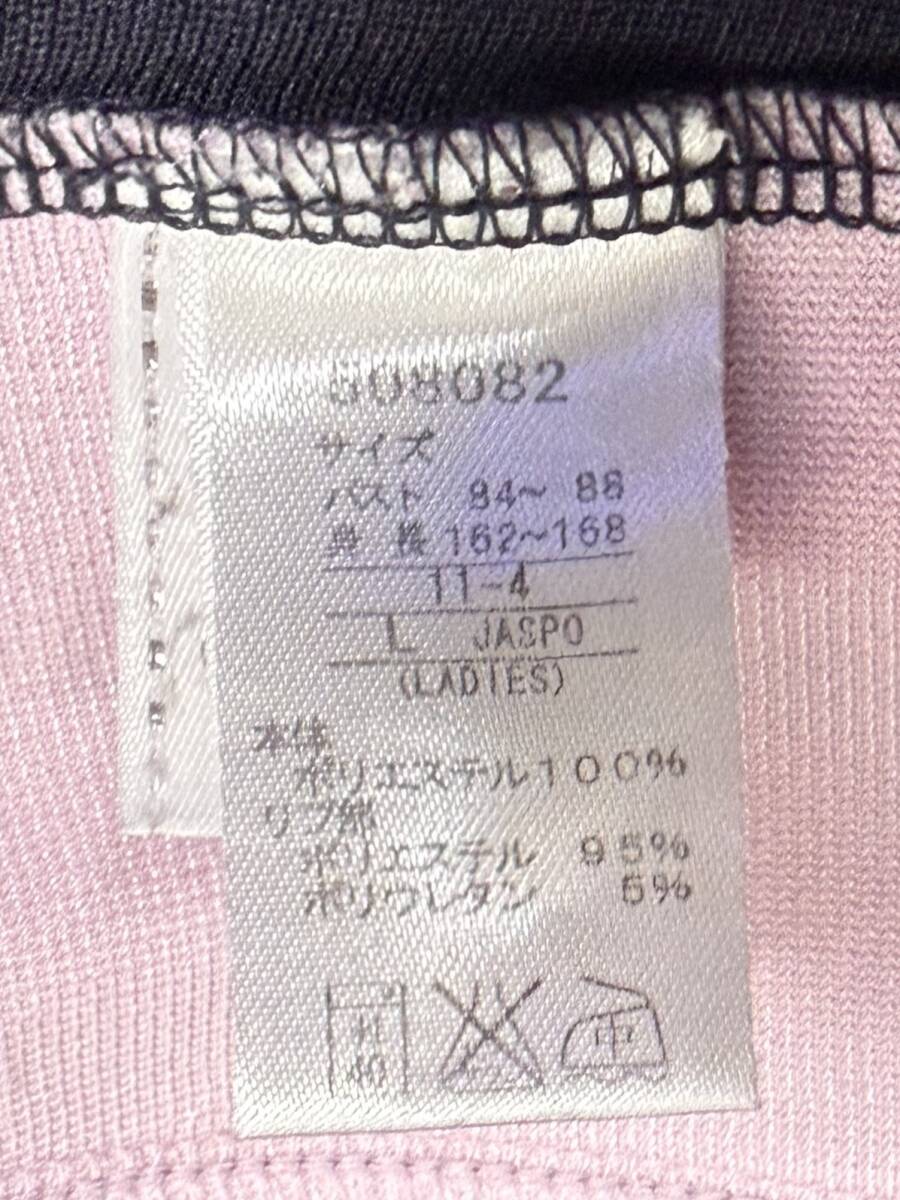 508082
サイズ
バスト 84～ 88
身 長 162～168
11-4
L JASPO
(LADIES)
本体
ポリエステル100%
リブ部
ポリエステル 95%
ポリウレタン 5%
中
40